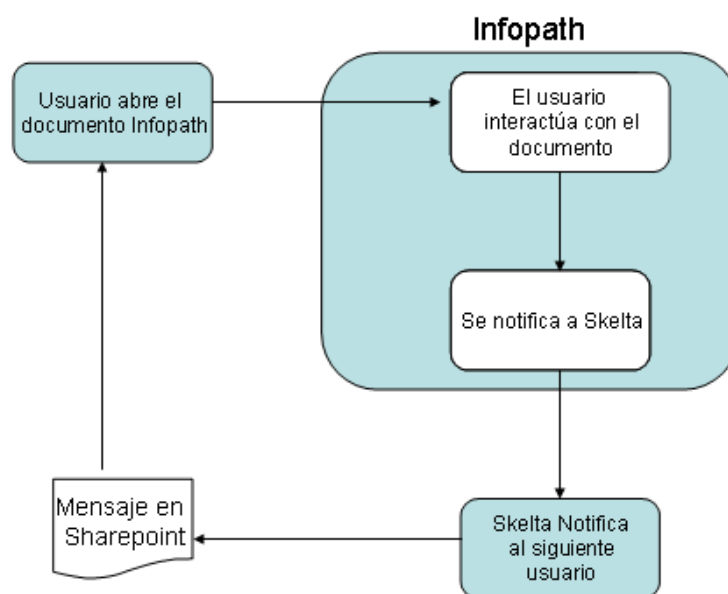 Infopath
Usuario abre el
documento Infopath
El usuario
interactúa con el
documento
Se notifica a Skelta
Skelta Notifica
al siguiente
usuario
Mensaje en
Sharepoint